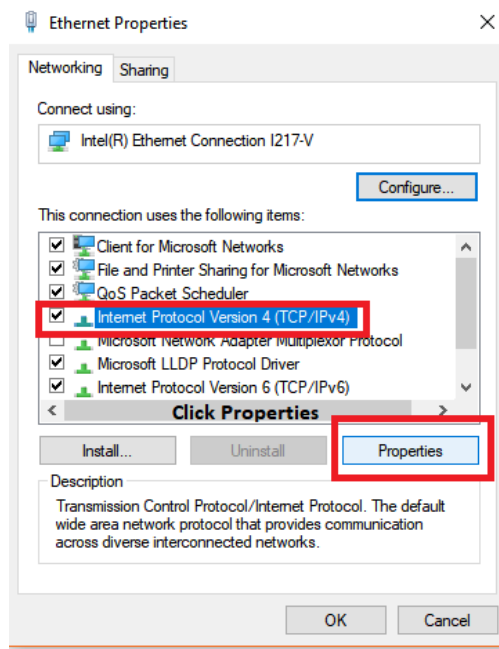 Ethernet Properties
Networking Sharing
Connect using:
Intel(R) Ethernet Connection I217-V
Configure...
This connection uses the following items:
Client for Microsoft Networks
File and Printer Sharing for Microsoft Networks
QoS Packet Scheduler
Internet Protocol Version 4 (TCP/IPv4)
Microsoft Network Adapter Multiplexor Protocol
Microsoft LLDP Protocol Driver
Internet Protocol Version 6 (TCP/IPv6)
Click Properties
Install... Uninstall Properties
Description
Transmission Control Protocol/Internet Protocol. The default
wide area network protocol that provides communication
across diverse interconnected networks.
OK Cancel